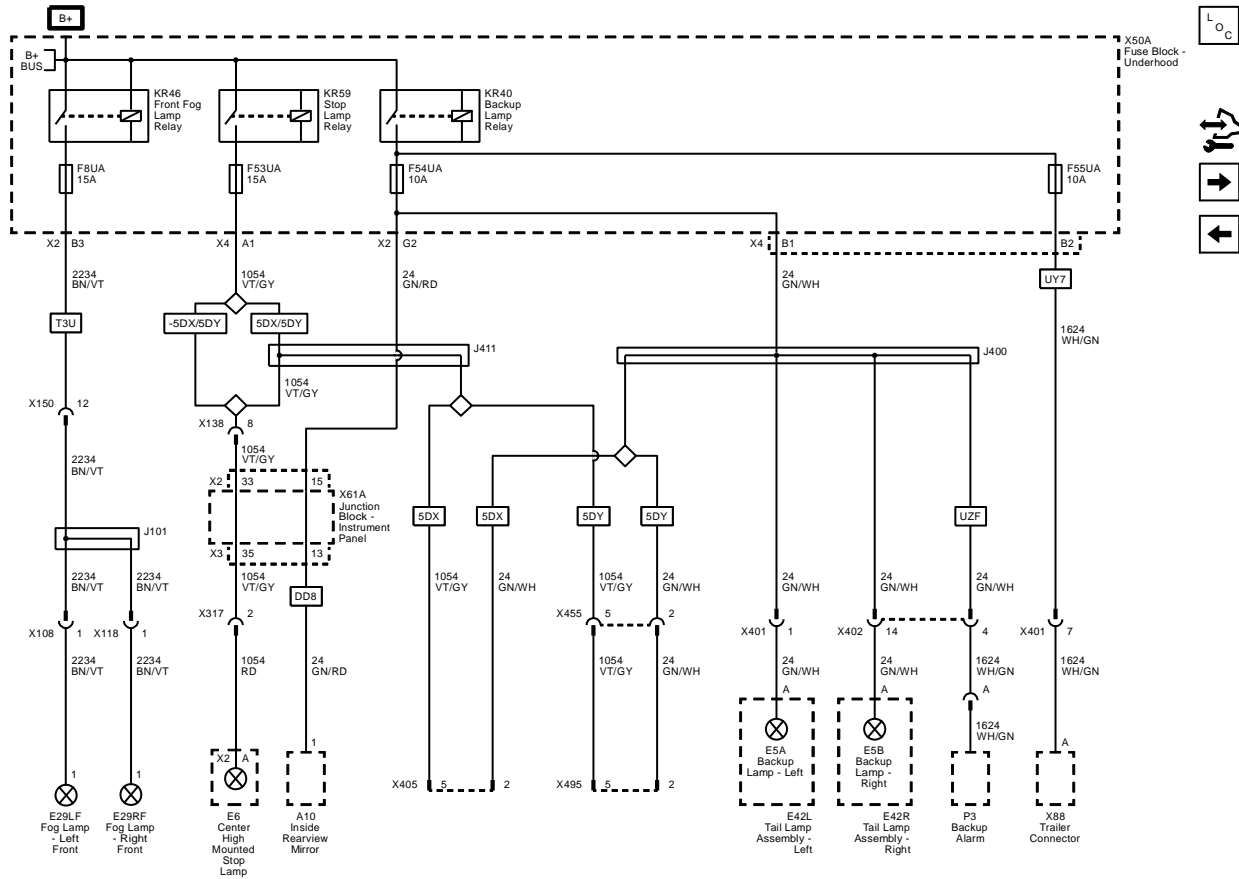 B+
L
O
C
X50A
Fuse Block -
Underhood
B+
BUS
KR46
Front Fog
Lamp
Relay
KR59
Stop
Lamp
Relay
KR40
Backup
Lamp
Relay
F8UA
15A
F53UA
15A
F54UA
10A
F55UA
10A
X2 B3
X4 A1
X2 G2
X4 B1
B2
2234
BN/VT
1054
VT/GY
24
GN/RD
24
GN/WH
UY7
T3U
-5DX/5DY
5DX/5DY
1624
WH/GN
J411
J400
1054
VT/GY
X150 12
X138 8
2234
BN/VT
1054
VT/GY
X2 33 15
X61A
Junction
Block -
Instrument
Panel
5DX
5DX
5DY
5DY
UZF
J101
X3 35 13
2234
BN/VT
2234
BN/VT
1054
VT/GY
DD8
1054
VT/GY
24
GN/WH
1054
VT/GY
24
GN/WH
24
GN/WH
24
GN/WH
24
GN/WH
X108 1
X118 1
X317 2
X455 5 2
X401 1
X402 14 4
X401 7
2234
BN/VT
2234
BN/VT
1054
RD
24
GN/RD
1054
VT/GY
24
GN/WH
24
GN/WH
24
GN/WH
1624
WH/GN
1624
WH/GN
A
A
A
1624
WH/GN
E5A
Backup
Lamp - Left
E5B
Backup
Lamp -
Right
1
1
X2 A
1
X405 5 2
X495 5 2
A
E29LF
Fog Lamp
- Left
Front
E29RF
Fog Lamp
- Right
Front
E6
Center
High
Mounted
Stop
Lamp
A10
Inside
Rearview
Mirror
E42L
Tail Lamp
Assembly -
Left
E42R
Tail Lamp
Assembly -
Right
P3
Backup
Alarm
X88
Trailer
Connector